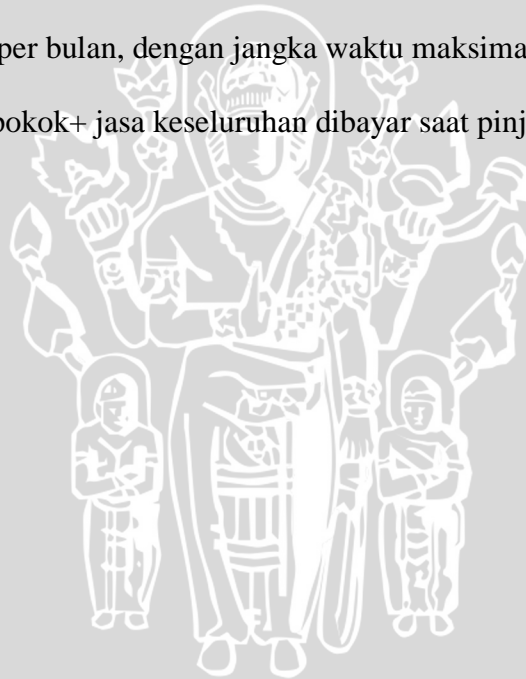 per bulan, dengan jangka waktu maksima
pokok+ jasa keseluruhan dibayar saat pinj